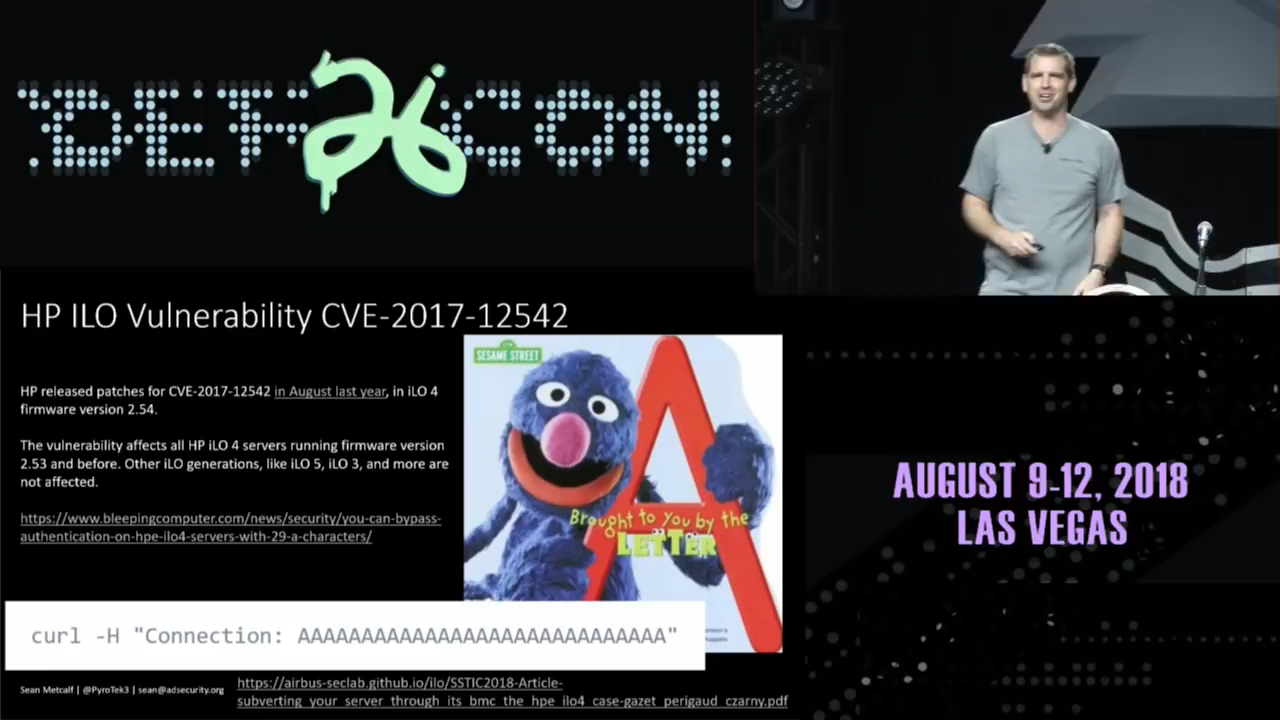 DEF 26 CON
HP ILO Vulnerability CVE-2017-12542
HP released patches for CVE-2017-12542 in August last year, in iLO 4
firmware version 2.54.
The vulnerability affects all HP iLO 4 servers running firmware version
2.53 and before. Other iLO generations, like iLO 5, iLO 3, and more are
not affected.
https://www.bleepingcomputer.com/news/security/you-can-bypass-
authentication-on-hpe-ilo4-servers-with-29-a-characters/
SESAME STREET
A
Brought to you by the
LETTER
curl -H "Connection: AAAAAAAAAAAAAAAAAAAAAAAAAAAAA"
Sean Metcalf | @PyroTek3 | sean@adsecurity.org
https://airbus-seclab.github.io/ilo/SSTIC2018-Article-
subverting_your_server_through_its_bmc_the_hpe_ilo4_case-gazet_perigaud_czarny.pdf
AUGUST 9-12, 2018
LAS VEGAS